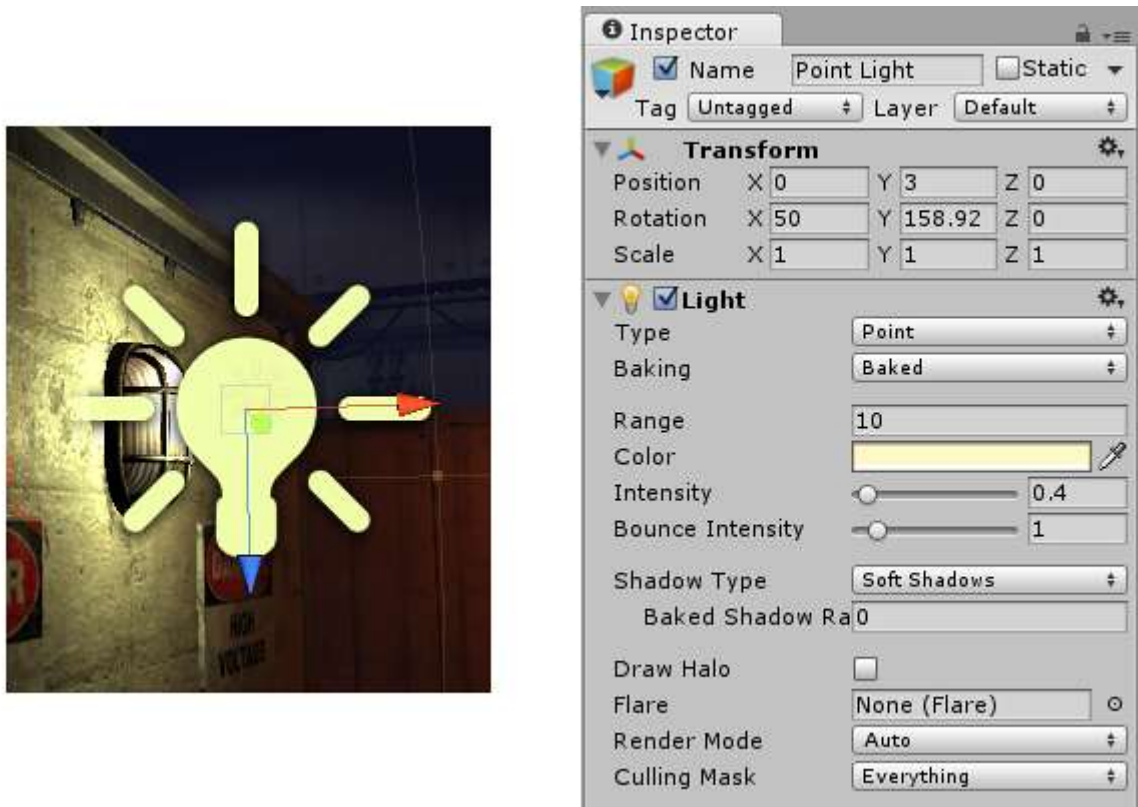 Inspector
Name Point Light Static
Tag Untagged Layer Default
Transform
Position X 0 Y 3 Z 0
Rotation X 50 Y 158.92 Z 0
Scale X 1 Y 1 Z 1
Light
Type Point
Baking Baked
Range 10
Color
Intensity 0.4
Bounce Intensity 1
Shadow Type Soft Shadows
Baked Shadow Ra 0
Draw Halo
Flare None (Flare)
Render Mode Auto
Culling Mask Everything
HIGH
VOLTAGE